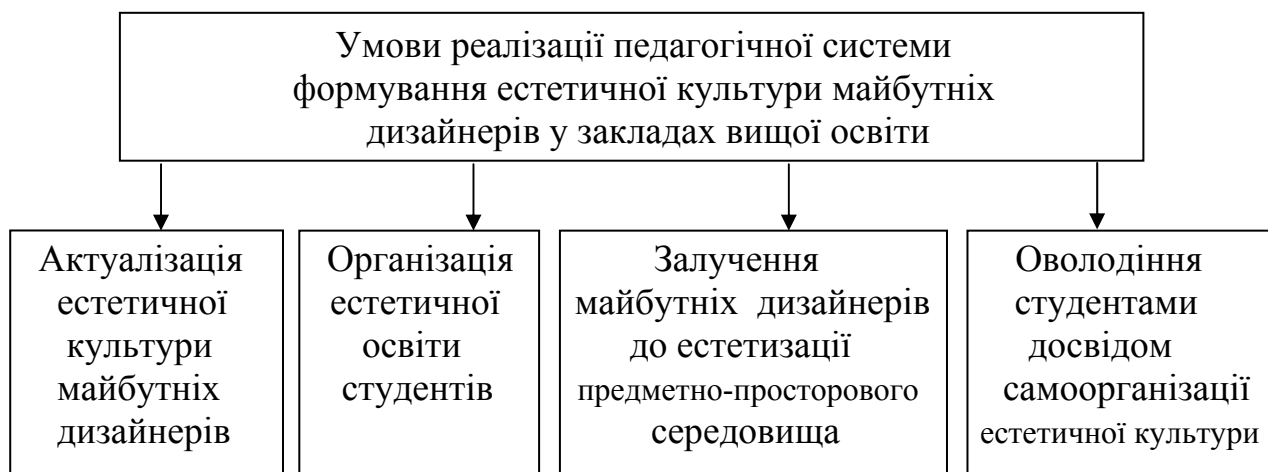 Умови реалізації педагогічної системи
формування естетичної культури майбутніх
дизайнерів у закладах вищої освіти
Актуалізація
естетичної
культури
майбутніх
дизайнерів
Організація
естетичної
освіти
студентів
Залучення
майбутніх дизайнерів
до естетизації
предметно-просторового
середовища
Оволодіння
студентами
досвідом
самоорганізації
естетичної культури